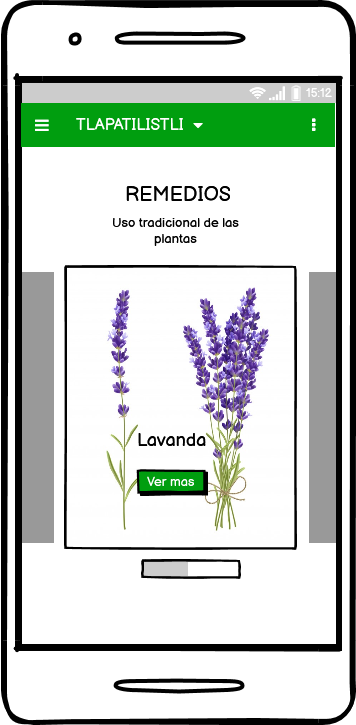 15:12
TLAPATILISTLI
REMEDIOS
Uso tradicional de las
plantas
Lavanda
Ver mas